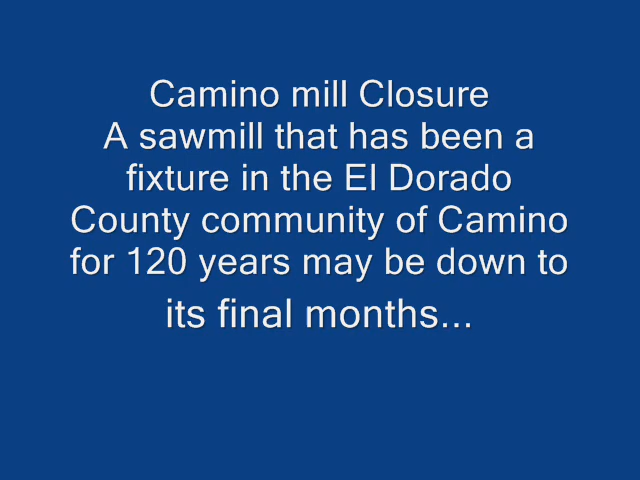 Camino mill Closure
A sawmill that has been a
fixture in the El Dorado
County community of Camino
for 120 years may be down to
its final months...